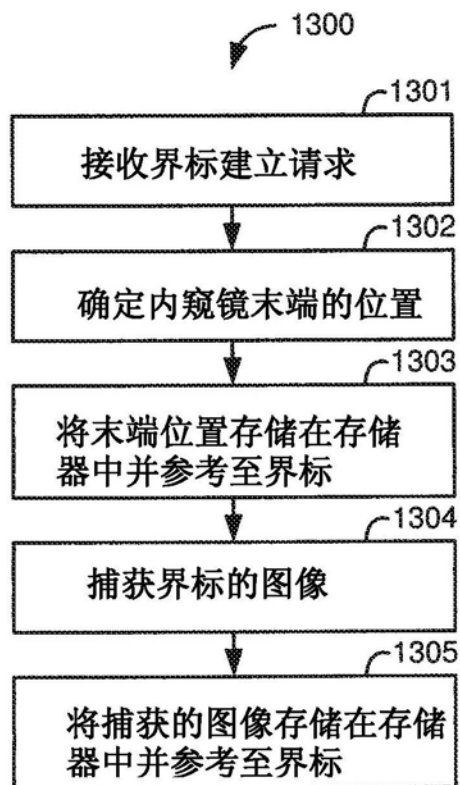 1300
1301
接收界标建立请求
1302
确定内窥镜末端的位置
1303
将末端位置存储在存储
器中并参考至界标
1304
捕获界标的图像
1305
将捕获的图像存储在存储
器中并参考至界标